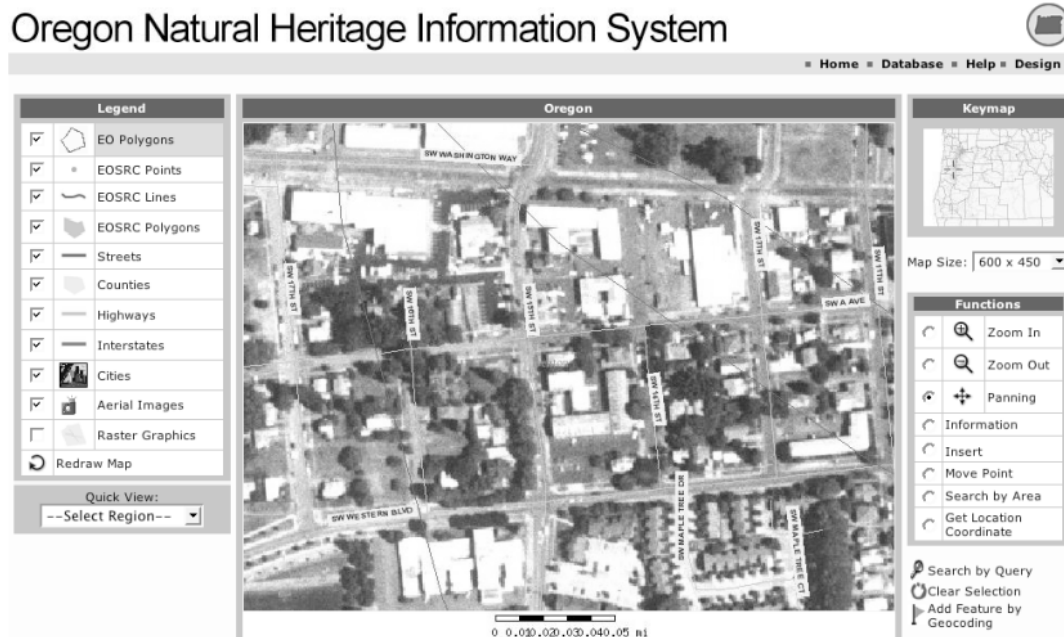 Oregon Natural Heritage Information System
Home Database Help Design
Legend
EO Polygons
EOSRC Points
EOSRC Lines
EOSRC Polygons
Streets
Counties
Highways
Interstates
Cities
Aerial Images
Raster Graphics
Redraw Map
Quick View:
--Select Region--
Oregon
SW WASHINGTON WAY
SW 17TH ST
SW 16TH ST
SW 15TH ST
SW 14TH ST
SW 13TH ST
SW 11TH ST
SW A AVE
SW WESTERN BLVD
SW MAPLE TREE DR
SW MAPLE TREE CT
0 0.010.020.030.040.05 mi
Keymap
Map Size: 600 x 450
Functions
Zoom In
Zoom Out
Panning
Information
Insert
Move Point
Search by Area
Get Location
Coordinate
Search by Query
Clear Selection
Add Feature by
Geocoding